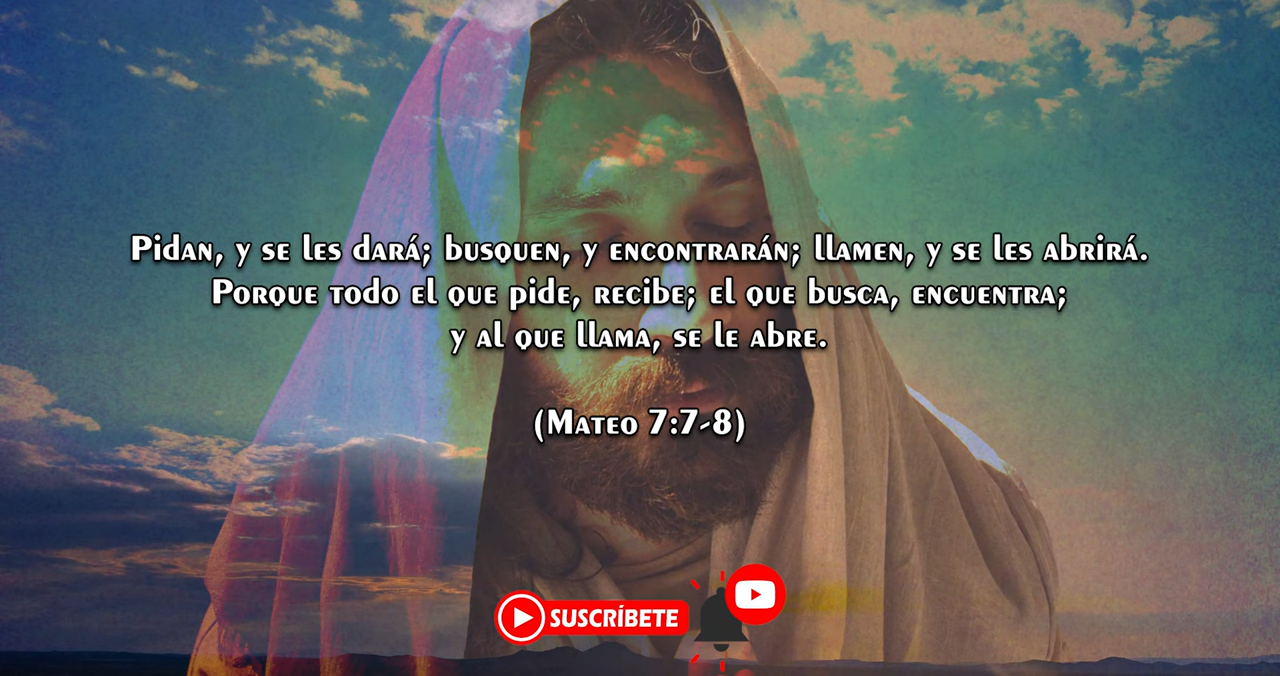 Pidan, y se les dará; busquen, y encontrarán; llamen, y se les abrirá.
Porque todo el que pide, recibe; el que busca, encuentra;
y al que llama, se le abre.
(Mateo 7:7-8)
SUSCRÍBETE